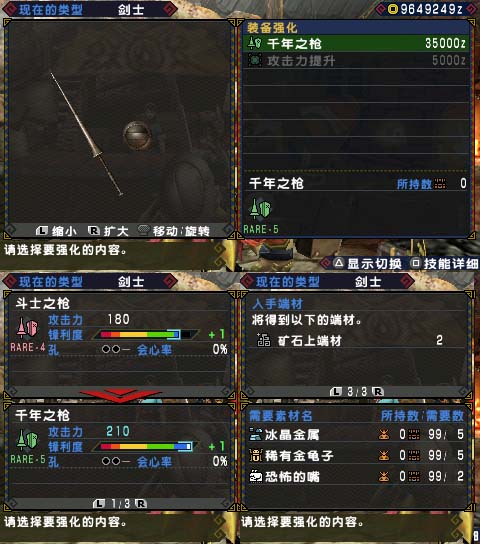 现在的类型 剑士
缩小 R 扩大 移动/旋转
请选择要强化的内容。
9649249z
装备强化
千年之枪 35000z
攻击力提升 5000z
千年之枪 所持数 0
RARE-5
△显示切换 □技能详细
现在的类型 剑士
斗士之枪
攻击力 180
锋利度 +1
RARE-4 孔 ○○— 会心率 0%
千年之枪
攻击力 210
锋利度 +1
RARE-5 孔 ○○— 会心率 0%
L 1/3 R
请选择要强化的内容。
现在的类型 剑士
入手端材
将得到以下的端材。
矿石上端材 2
L 3/3 R
需要素材名 所持数/需要数
冰晶金属 0 99/ 5
稀有金龟子 0 99/ 5
恐怖的嘴 0 99/ 2
请选择要强化的内容。